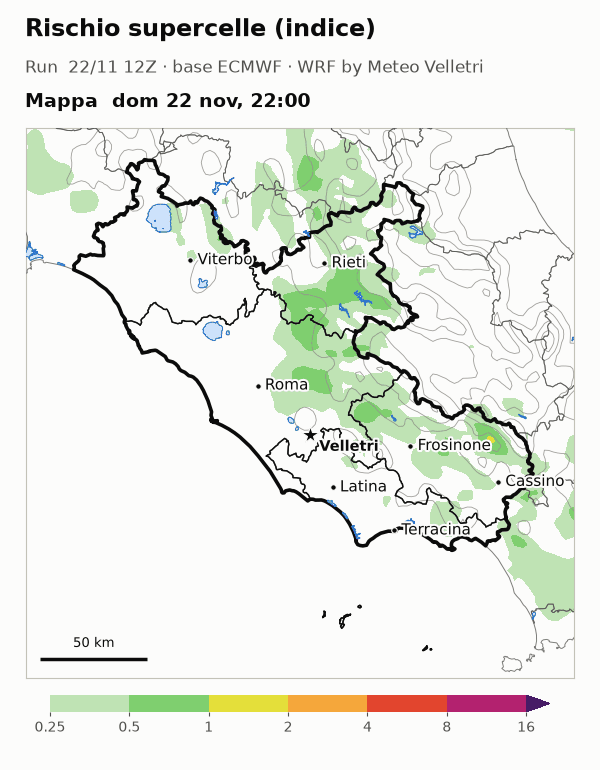 Rischio supercelle (indice)
Run  22/11 12Z · base ECMWF · WRF by Meteo Velletri
Mappa  dom 22 nov, 22:00
Viterbo
Rieti
Roma
Velletri
Frosinone
Latina
Cassino
Terracina
50 km
0.25 0.5 1 2 4 8 16